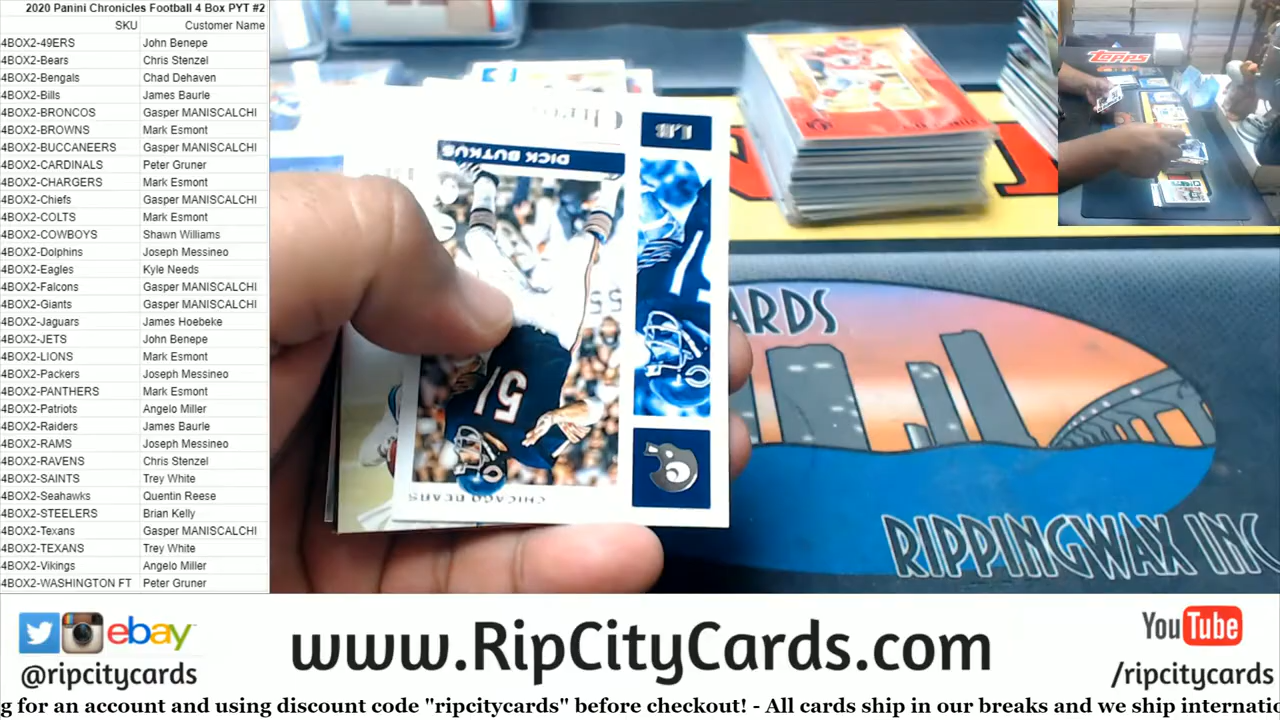 2020 Panini Chronicles Football 4 Box PYT #2
SKU Customer Name
4BOX2-49ERS John Benepe
4BOX2-Bears Chris Stenzel
4BOX2-Bengals Chad Dehaven
4BOX2-Bills James Baurle
4BOX2-BRONCOS Gasper MANISCALCHI
4BOX2-BROWNS Mark Esmont
4BOX2-BUCCANEERS Gasper MANISCALCHI
4BOX2-CARDINALS Peter Gruner
4BOX2-CHARGERS Mark Esmont
4BOX2-Chiefs Gasper MANISCALCHI
4BOX2-COLTS Mark Esmont
4BOX2-COWBOYS Shawn Williams
4BOX2-Dolphins Joseph Messineo
4BOX2-Eagles Kyle Needs
4BOX2-Falcons Gasper MANISCALCHI
4BOX2-Giants Gasper MANISCALCHI
4BOX2-Jaguars James Hoebeke
4BOX2-JETS John Benepe
4BOX2-LIONS Mark Esmont
4BOX2-Packers Joseph Messineo
4BOX2-PANTHERS Mark Esmont
4BOX2-Patriots Angelo Miller
4BOX2-Raiders James Baurle
4BOX2-RAMS Joseph Messineo
4BOX2-RAVENS Chris Stenzel
4BOX2-SAINTS Trey White
4BOX2-Seahawks Quentin Reese
4BOX2-STEELERS Brian Kelly
4BOX2-Texans Gasper MANISCALCHI
4BOX2-TEXANS Trey White
4BOX2-Vikings Angelo Miller
4BOX2-WASHINGTON FT Peter Gruner
LB
DICK BUTKUS
51
CHICAGO BEARS
Topps
ARDS
RIPPINGWAX INC
ebay
@ripcitycards
www.RipCityCards.com
YouTube
/ripcitycards
g for an account and using discount code "ripcitycards" before checkout! - All cards ship in our breaks and we ship internatio